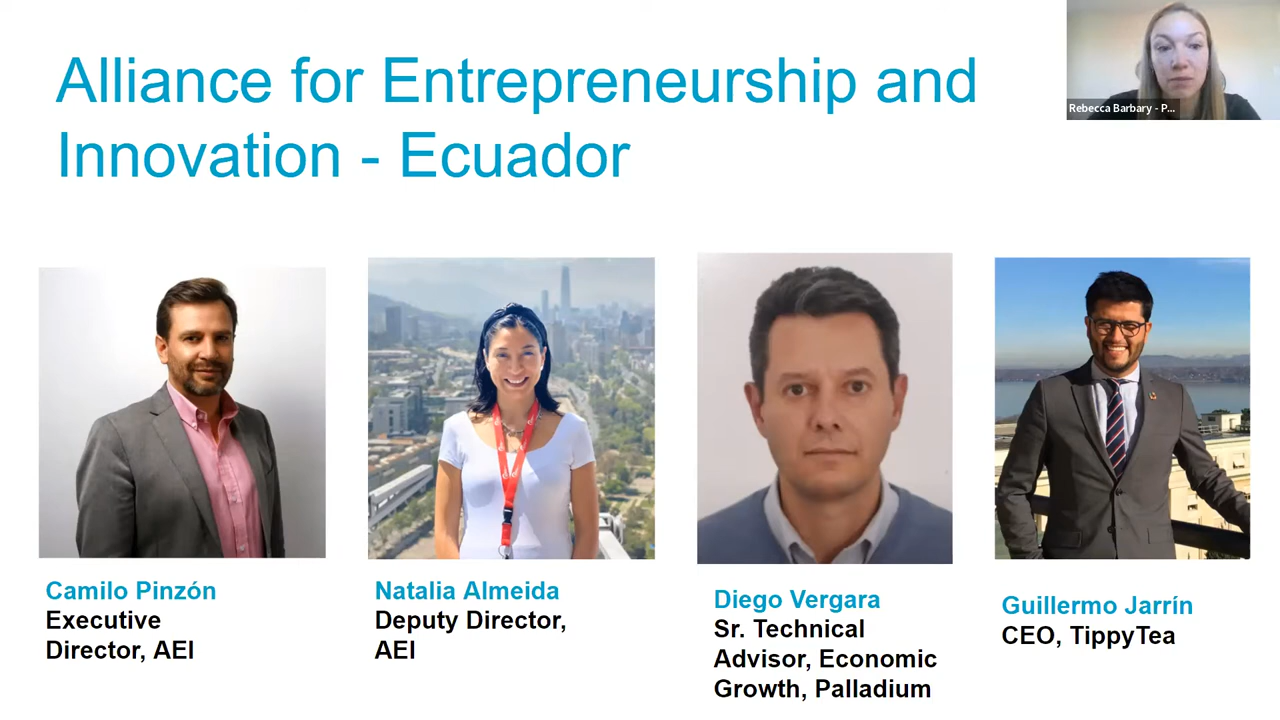 Alliance for Entrepreneurship and
Innovation - Ecuador
Rebecca Barbary - P...
Camilo Pinzón
Executive
Director, AEI
Natalia Almeida
Deputy Director,
AEI
Diego Vergara
Sr. Technical
Advisor, Economic
Growth, Palladium
Guillermo Jarrín
CEO, TippyTea